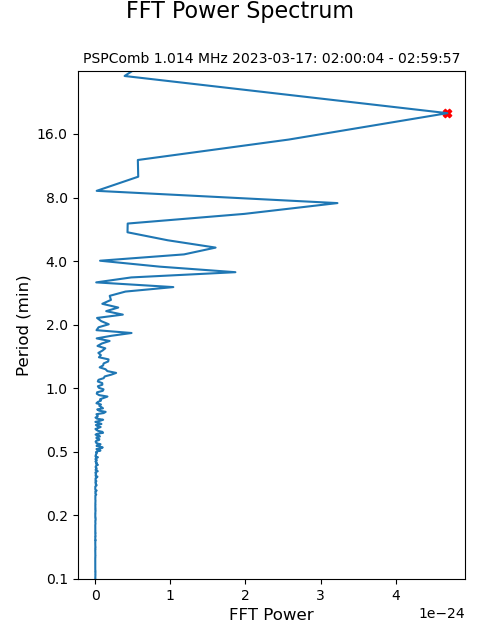 FFT Power Spectrum
PSPComb 1.014 MHz 2023-03-17: 02:00:04 - 02:59:57
16.0
8.0
4.0
2.0
1.0
0.5
0.2
0.1
Period (min)
0 1 2 3 4
1e−24
FFT Power